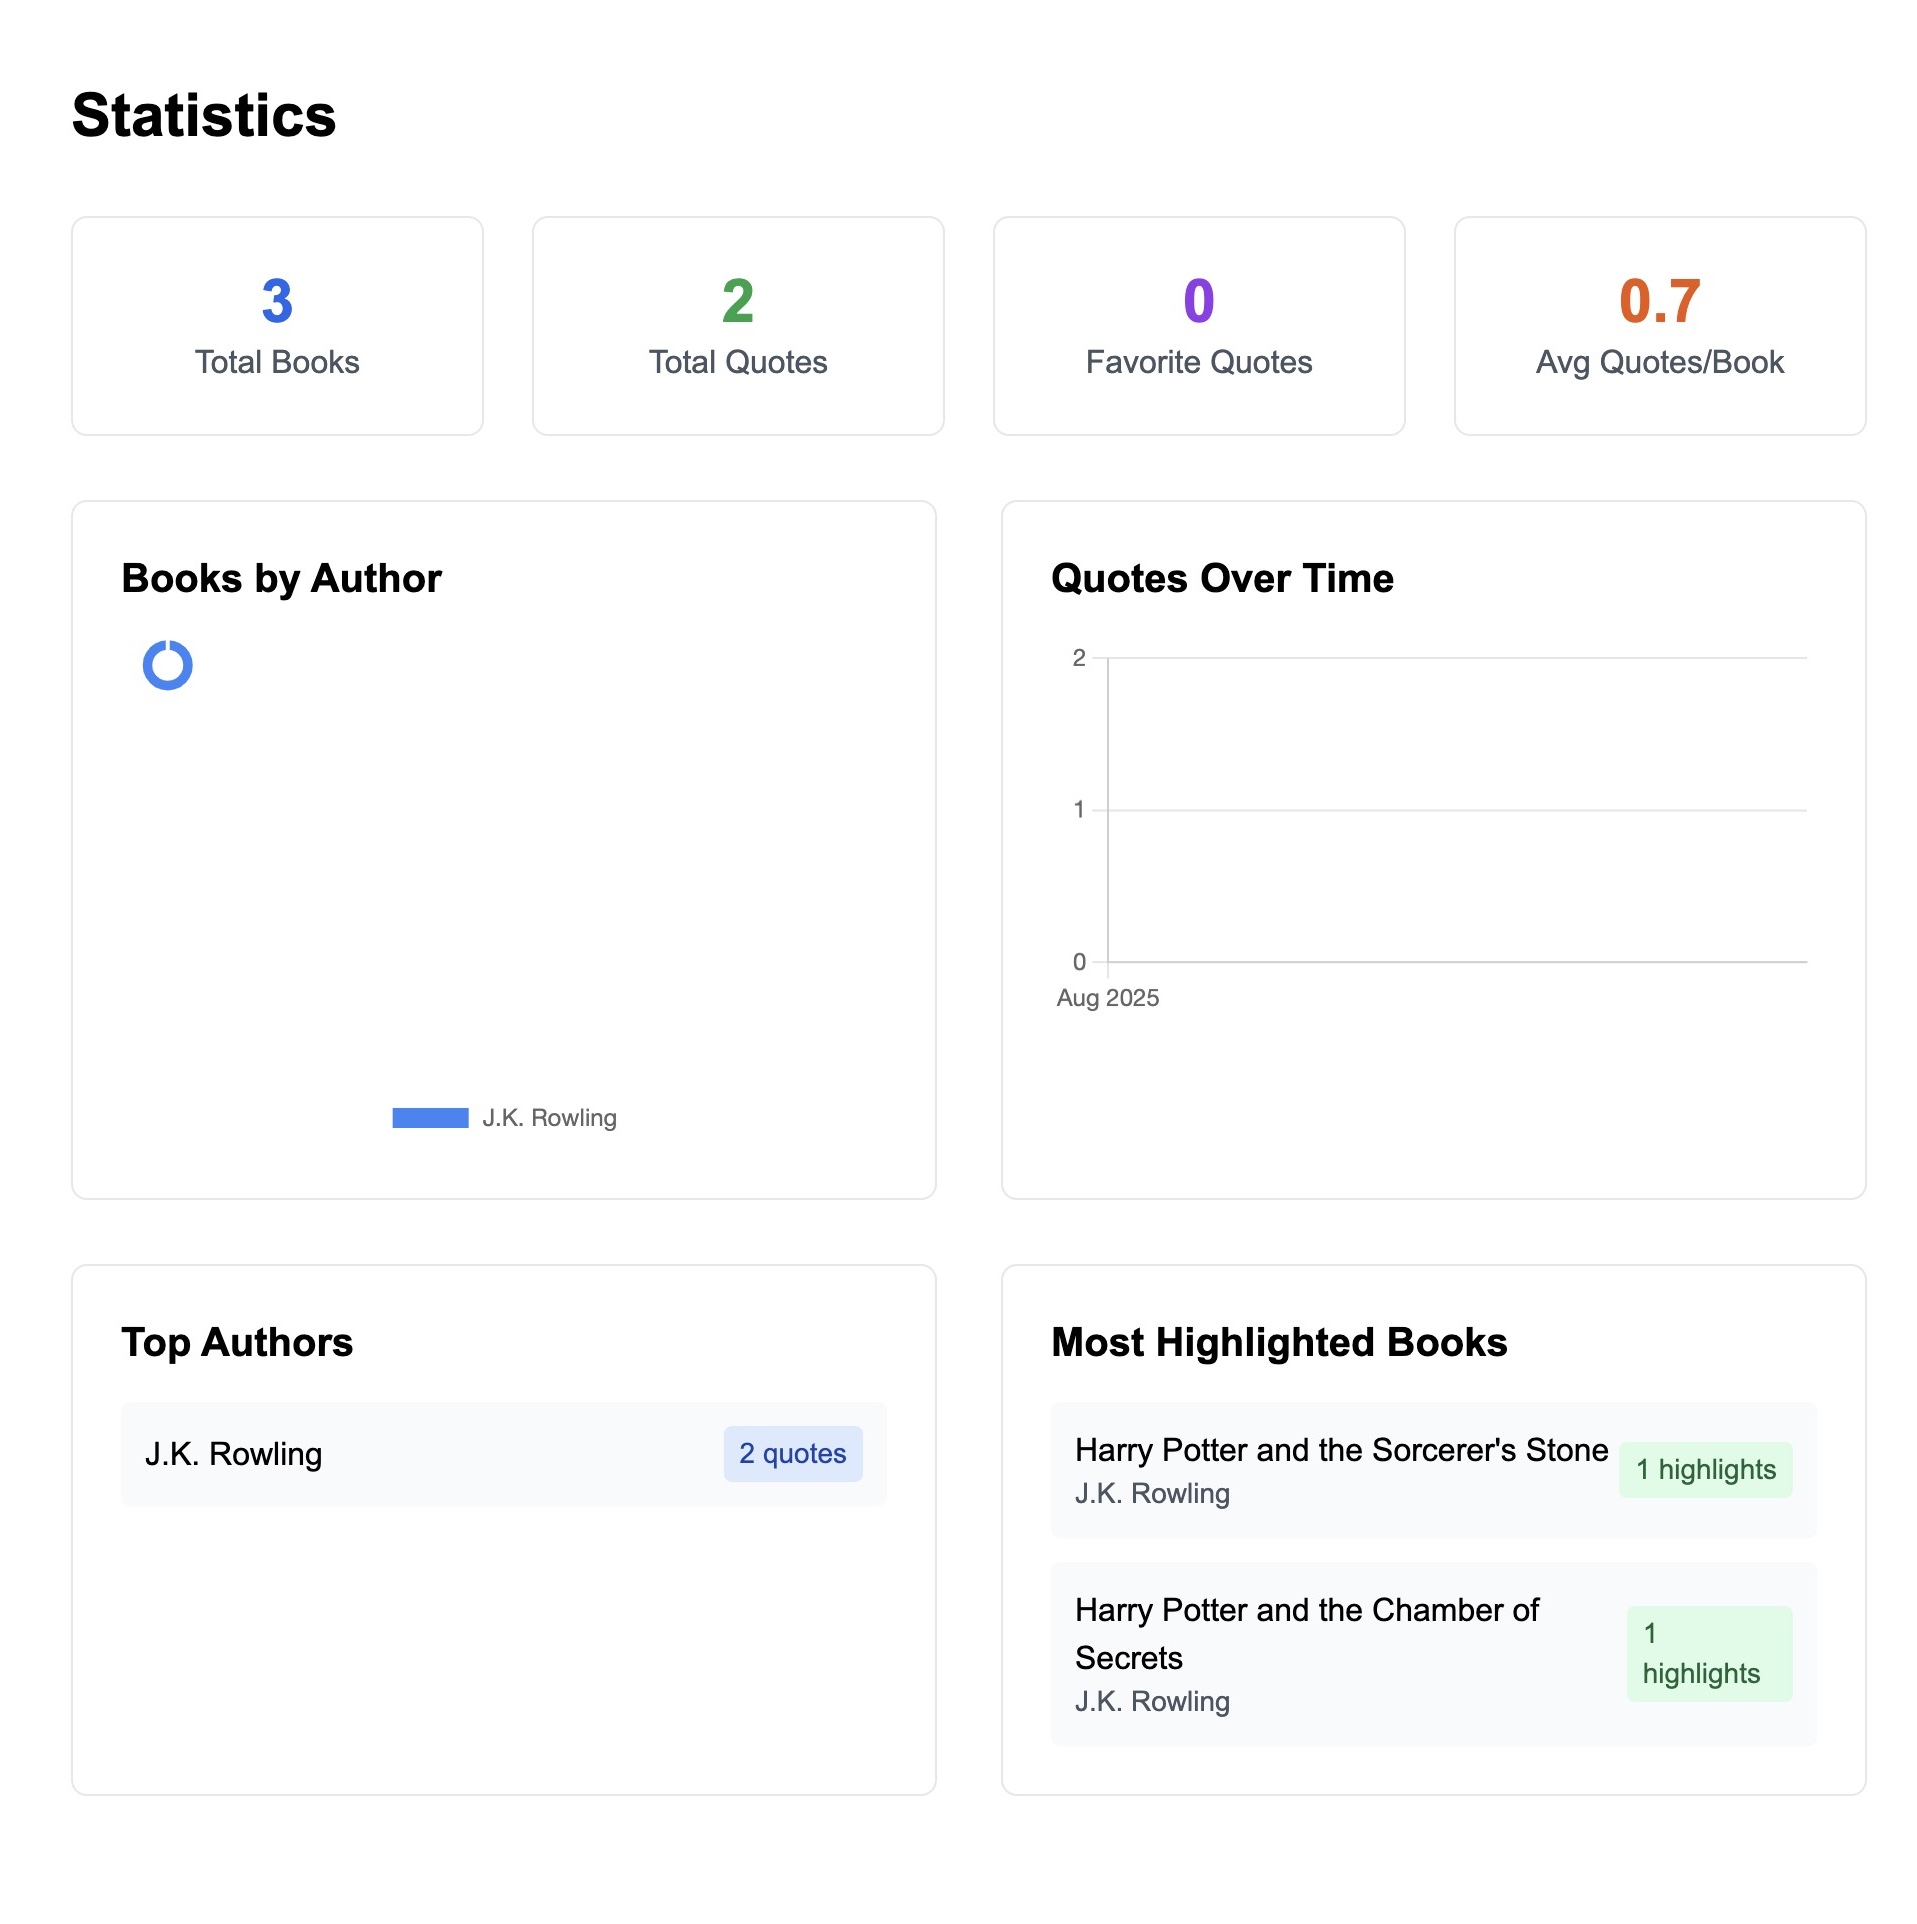 Statistics
3
Total Books
2
Total Quotes
0
Favorite Quotes
0.7
Avg Quotes/Book
Books by Author
J.K. Rowling
Quotes Over Time
2
1
0
Aug 2025
Top Authors
J.K. Rowling
2 quotes
Most Highlighted Books
Harry Potter and the Sorcerer's Stone
J.K. Rowling
1 highlights
Harry Potter and the Chamber of
Secrets
J.K. Rowling
1
highlights